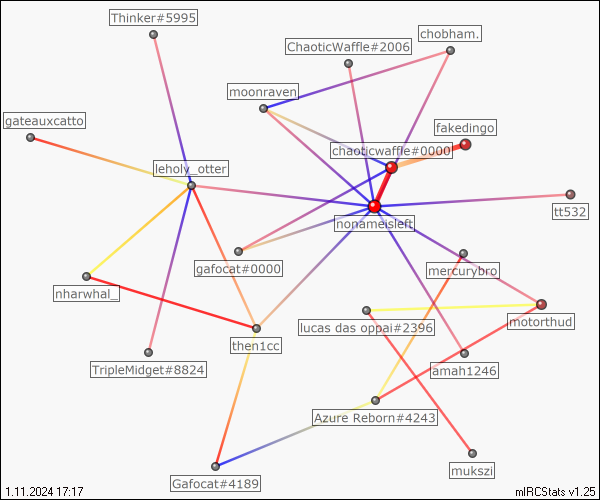 Thinker#5995
chobham.
ChaoticWaffle#2006
moonraven
gateauxcatto
fakedingo
chaoticwaffle#0000
leholy_otter
tt532
nonameisleft
gafocat#0000
mercurybro
nharwhal_
lucas das oppai#2396
motorthud
then1cc
TripleMidget#8824
amah1246
Azure Reborn#4243
mukszi
Gafocat#4189
1.11.2024 17:17
mIRCStats v1.25